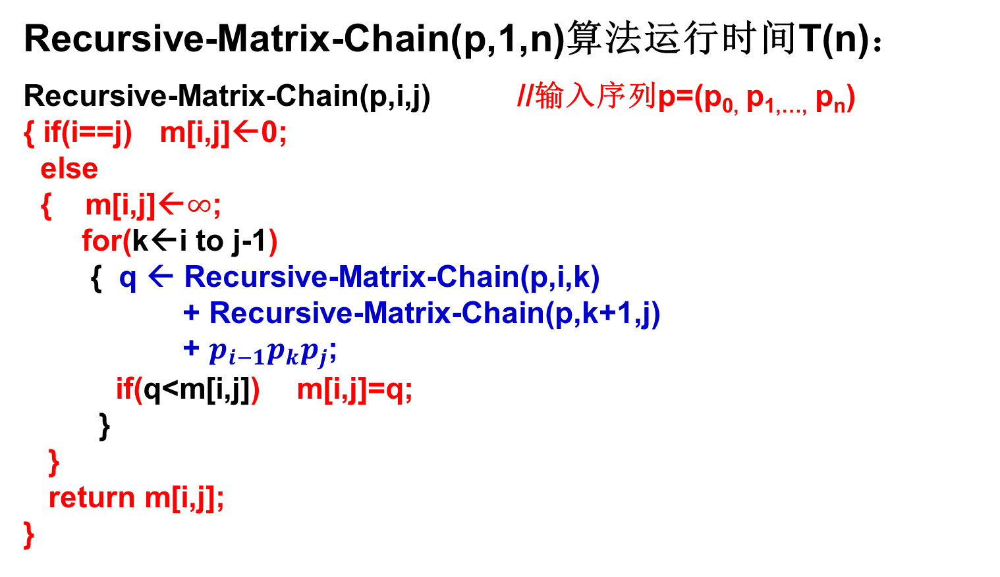 Recursive-Matrix-Chain(p,1,n)算法运行时间T(n)：
Recursive-Matrix-Chain(p,i,j) //输入序列p=(p0, p1,…, pn)
{ if(i==j) m[i,j]←0;
else
{ m[i,j]←∞;
for(k←i to j-1)
{ q ← Recursive-Matrix-Chain(p,i,k)
+ Recursive-Matrix-Chain(p,k+1,j)
+ p_{i−1}p_kp_j;
if(q<m[i,j]) m[i,j]=q;
}
}
return m[i,j];
}